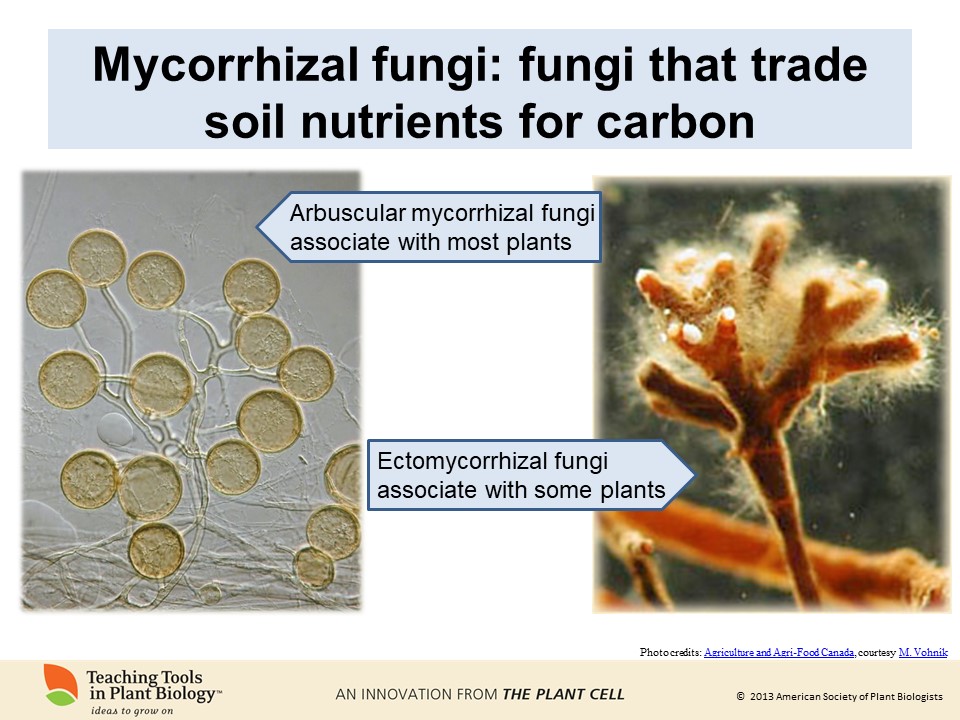 Mycorrhizal fungi: fungi that trade
soil nutrients for carbon
Arbuscular mycorrhizal fungi
associate with most plants
Ectomycorrhizal fungi
associate with some plants
Photo credits: Agriculture and Agri-Food Canada, courtesy M. Vohník
Teaching Tools
in Plant Biology™
ideas to grow on
AN INNOVATION FROM THE PLANT CELL
© 2013 American Society of Plant Biologists